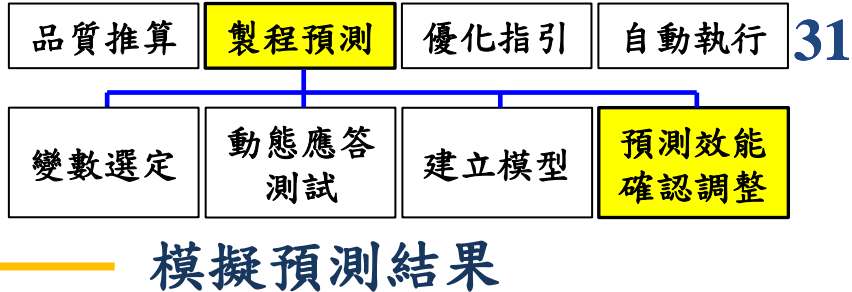 品質推算 製程預測 優化指引 自動執行 31
變數選定 動態應答測試 建立模型 預測效能確認調整
模擬預測結果